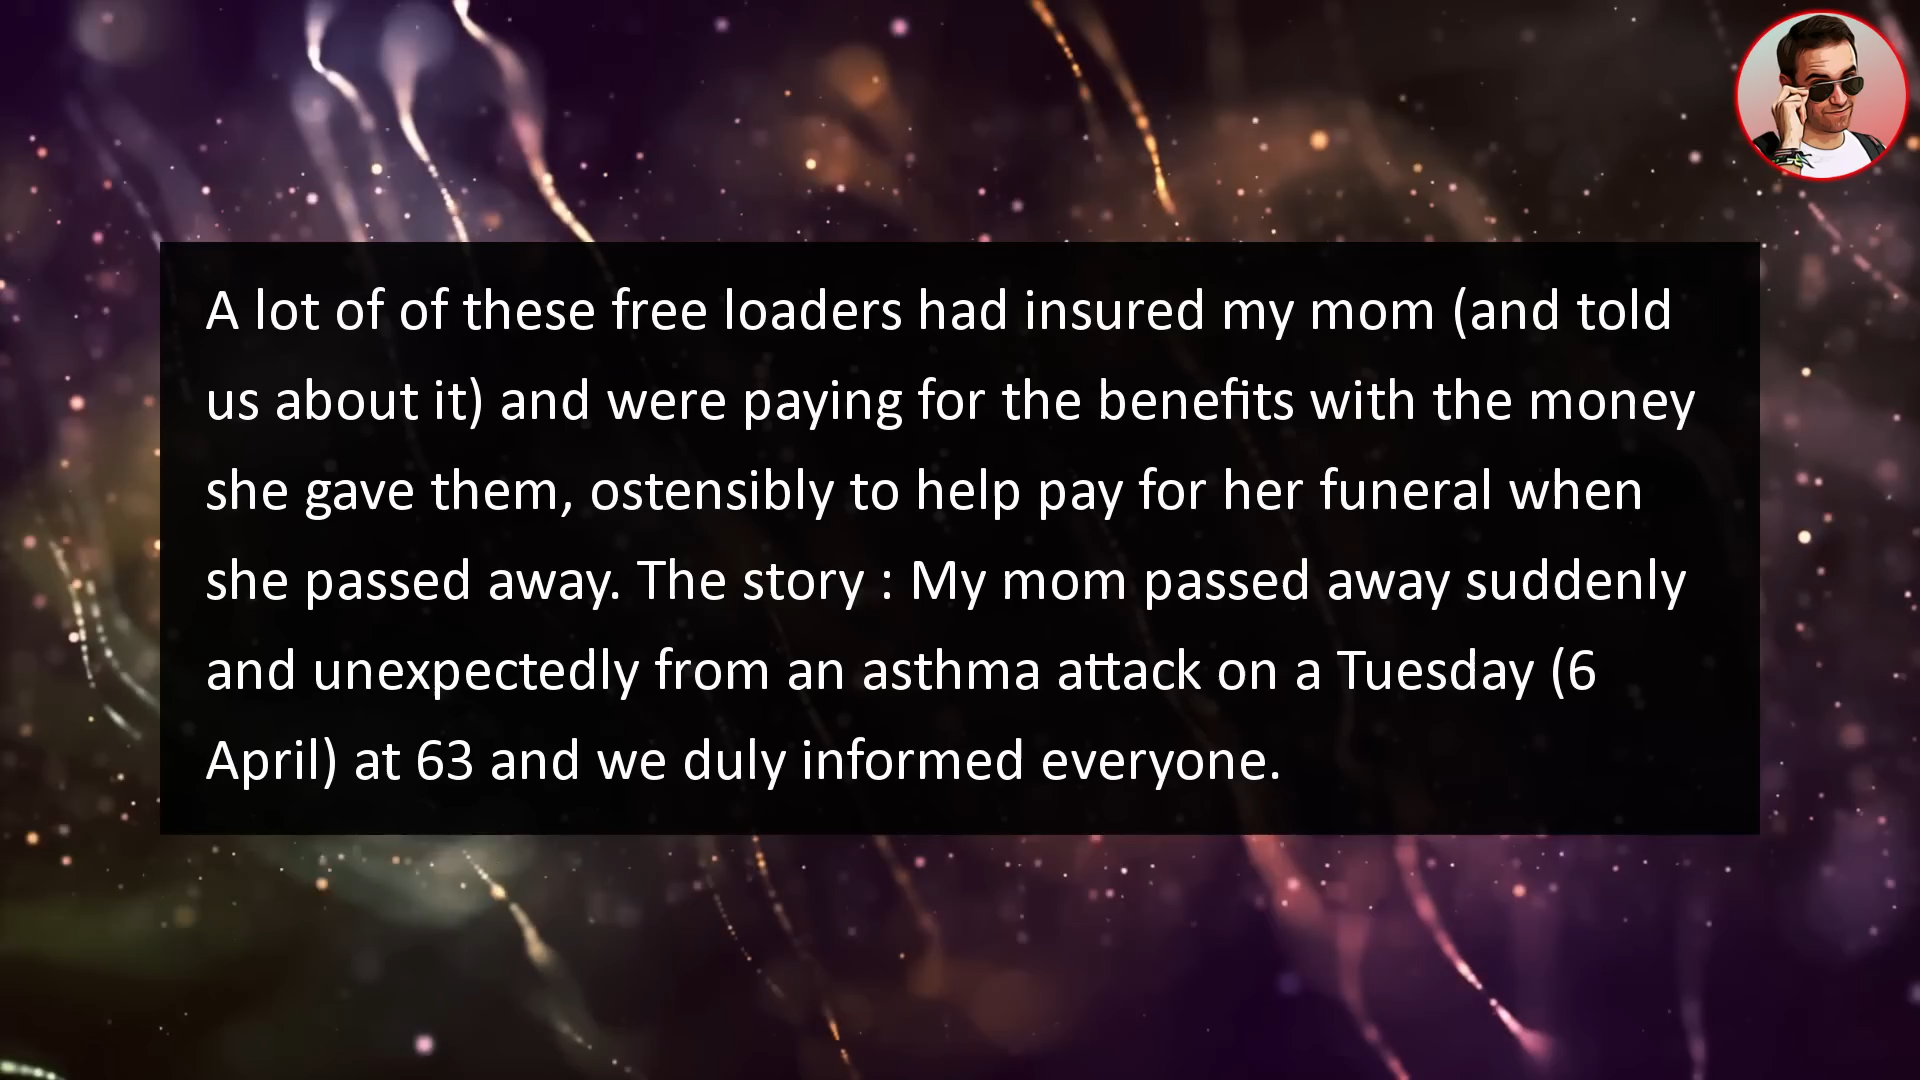 A lot of of these free loaders had insured my mom (and told
us about it) and were paying for the benefits with the money
she gave them, ostensibly to help pay for her funeral when
she passed away. The story : My mom passed away suddenly
and unexpectedly from an asthma attack on a Tuesday (6
April) at 63 and we duly informed everyone.